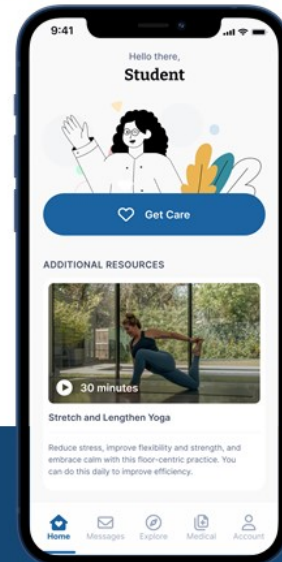 9:41
Hello there,
Student
Get Care
ADDITIONAL RESOURCES
30 minutes
Stretch and Lengthen Yoga
Reduce stress, improve flexibility and strength, and
embrace calm with this floor-centric practice. You
can do this daily to improve efficiency.
Home Messages Explore Medical Account